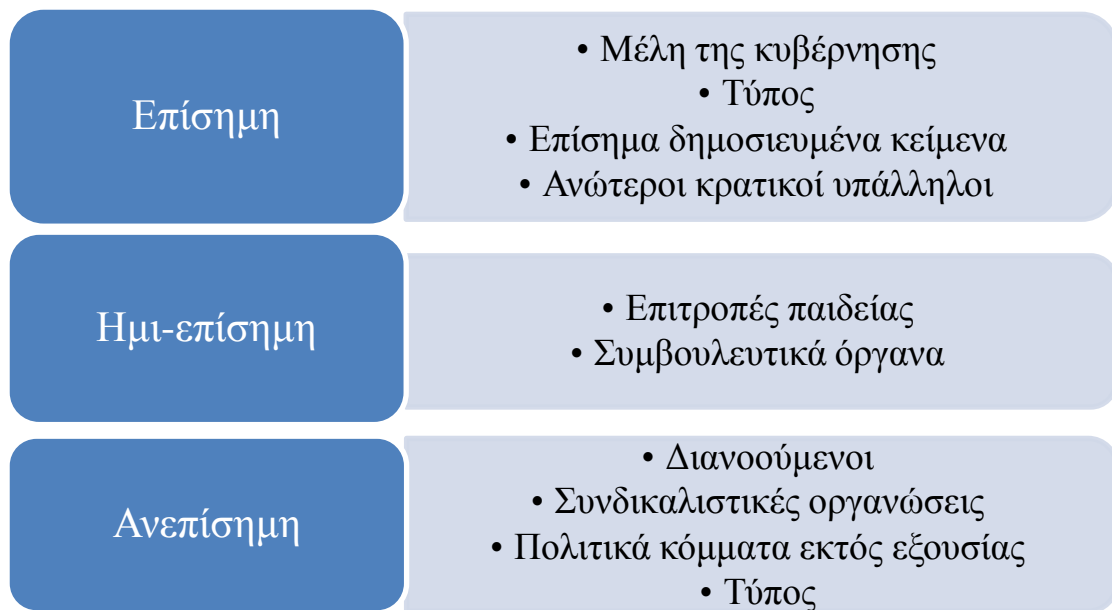 Επίσημη
• Μέλη της κυβέρνησης
• Τύπος
• Επίσημα δημοσιευμένα κείμενα
• Ανώτεροι κρατικοί υπάλληλοι
Ημι-επίσημη
• Επιτροπές παιδείας
• Συμβουλευτικά όργανα
Ανεπίσημη
• Διανοούμενοι
• Συνδικαλιστικές οργανώσεις
• Πολιτικά κόμματα εκτός εξουσίας
• Τύπος